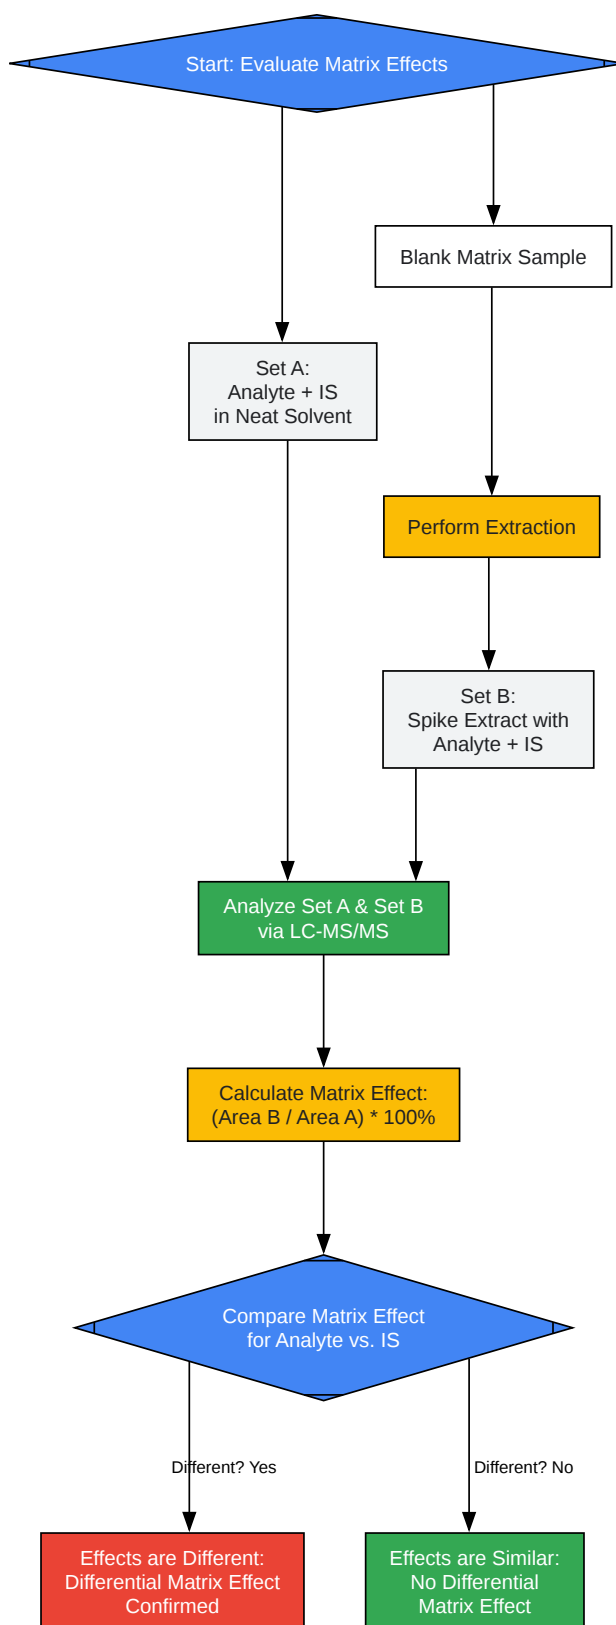 Start: Evaluate Matrix Effects
Blank Matrix Sample
Set A:
Analyte + IS
in Neat Solvent
Perform Extraction
Set B:
Spike Extract with
Analyte + IS
Analyze Set A & Set B
via LC-MS/MS
Calculate Matrix Effect:
(Area B / Area A) * 100%
Compare Matrix Effect
for Analyte vs. IS
Different? Yes
Different? No
Effects are Different:
Differential Matrix Effect
Confirmed
Effects are Similar:
No Differential
Matrix Effect